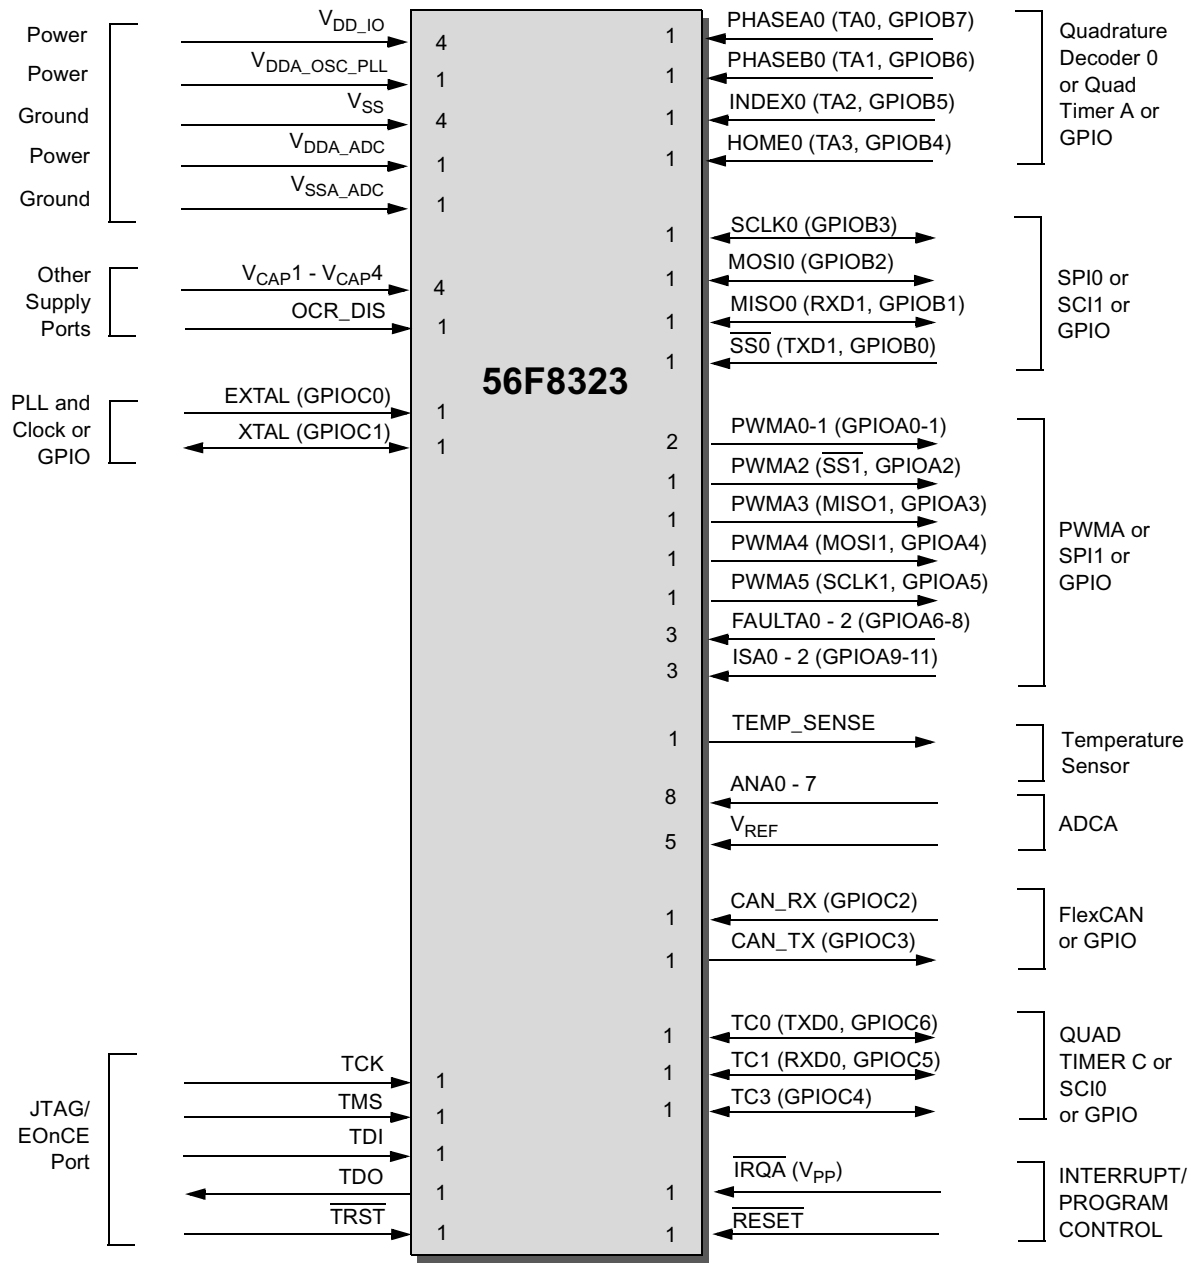 Power
V_DD_IO
4
Power
V_DDA_OSC_PLL
1
Ground
V_SS
4
Power
V_DDA_ADC
1
Ground
V_SSA_ADC
1
Other
Supply
Ports
V_CAP1 - V_CAP4
4
OCR_DIS
1
PLL and
Clock or
GPIO
EXTAL (GPIOC0)
1
XTAL (GPIOC1)
1
JTAG/
EOnCE
Port
TCK
1
TMS
1
TDI
1
TDO
1
T̅R̅S̅T̅
1
56F8323
1
PHASEA0 (TA0, GPIOB7)
1
PHASEB0 (TA1, GPIOB6)
1
INDEX0 (TA2, GPIOB5)
1
HOME0 (TA3, GPIOB4)
Quadrature
Decoder 0
or Quad
Timer A or
GPIO
1
SCLK0 (GPIOB3)
1
MOSI0 (GPIOB2)
1
MISO0 (RXD1, GPIOB1)
1
S̅S̅0̅ (TXD1, GPIOB0)
SPI0 or
SCI1 or
GPIO
2
PWMA0-1 (GPIOA0-1)
1
PWMA2 (S̅S̅1̅, GPIOA2)
1
PWMA3 (MISO1, GPIOA3)
1
PWMA4 (MOSI1, GPIOA4)
1
PWMA5 (SCLK1, GPIOA5)
3
FAULTA0 - 2 (GPIOA6-8)
3
ISA0 - 2 (GPIOA9-11)
PWMA or
SPI1 or
GPIO
1
TEMP_SENSE
Temperature
Sensor
8
ANA0 - 7
5
V_REF
ADCA
1
CAN_RX (GPIOC2)
1
CAN_TX (GPIOC3)
FlexCAN
or GPIO
1
TC0 (TXD0, GPIOC6)
1
TC1 (RXD0, GPIOC5)
1
TC3 (GPIOC4)
QUAD
TIMER C or
SCI0
or GPIO
1
I̅R̅Q̅A̅ (V_PP)
1
R̅E̅S̅E̅T̅
INTERRUPT/
PROGRAM
CONTROL